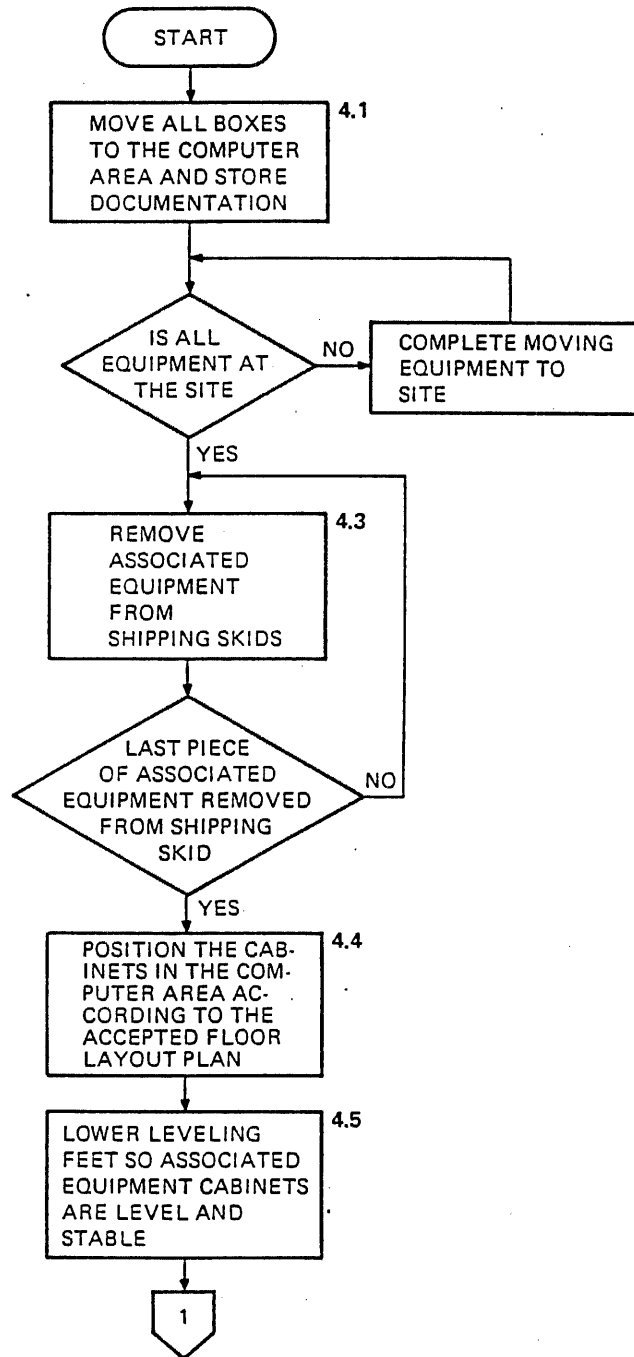 START
4.1
MOVE ALL BOXES
TO THE COMPUTER
AREA AND STORE
DOCUMENTATION
IS ALL
EQUIPMENT AT
THE SITE
NO
COMPLETE MOVING
EQUIPMENT TO
SITE
YES
4.3
REMOVE
ASSOCIATED
EQUIPMENT
FROM
SHIPPING SKIDS
LAST PIECE
OF ASSOCIATED
EQUIPMENT REMOVED
FROM SHIPPING
SKID
NO
YES
4.4
POSITION THE CAB-
INETS IN THE COM-
PUTER AREA AC-
CORDING TO THE
ACCEPTED FLOOR
LAYOUT PLAN
4.5
LOWER LEVELING
FEET SO ASSOCIATED
EQUIPMENT CABINETS
ARE LEVEL AND
STABLE
1